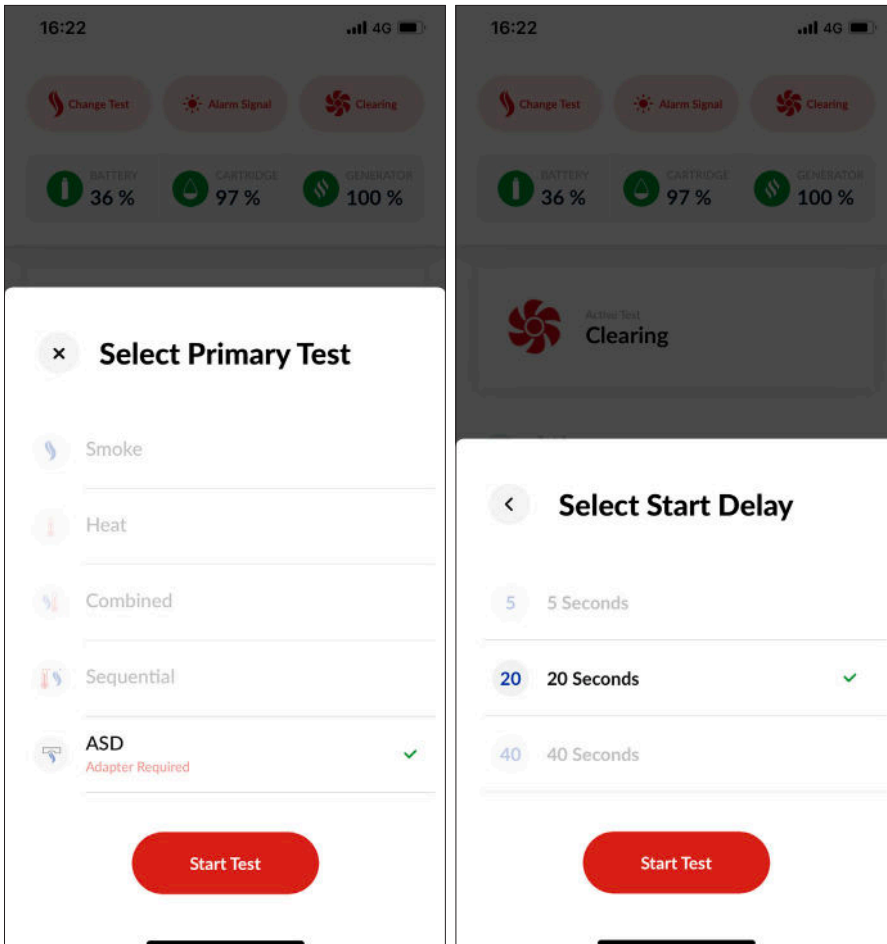 16:22
4G
Change Test
Alarm Signal
Clearing
BATTERY
36 %
CARTRIDGE
97 %
GENERATOR
100 %
Select Primary Test
Smoke
Heat
Combined
Sequential
ASD
Adapter Required
Start Test
16:22
4G
Change Test
Alarm Signal
Clearing
BATTERY
36 %
CARTRIDGE
97 %
GENERATOR
100 %
Active Test
Clearing
Select Start Delay
5 5 Seconds
20 20 Seconds
40 40 Seconds
Start Test